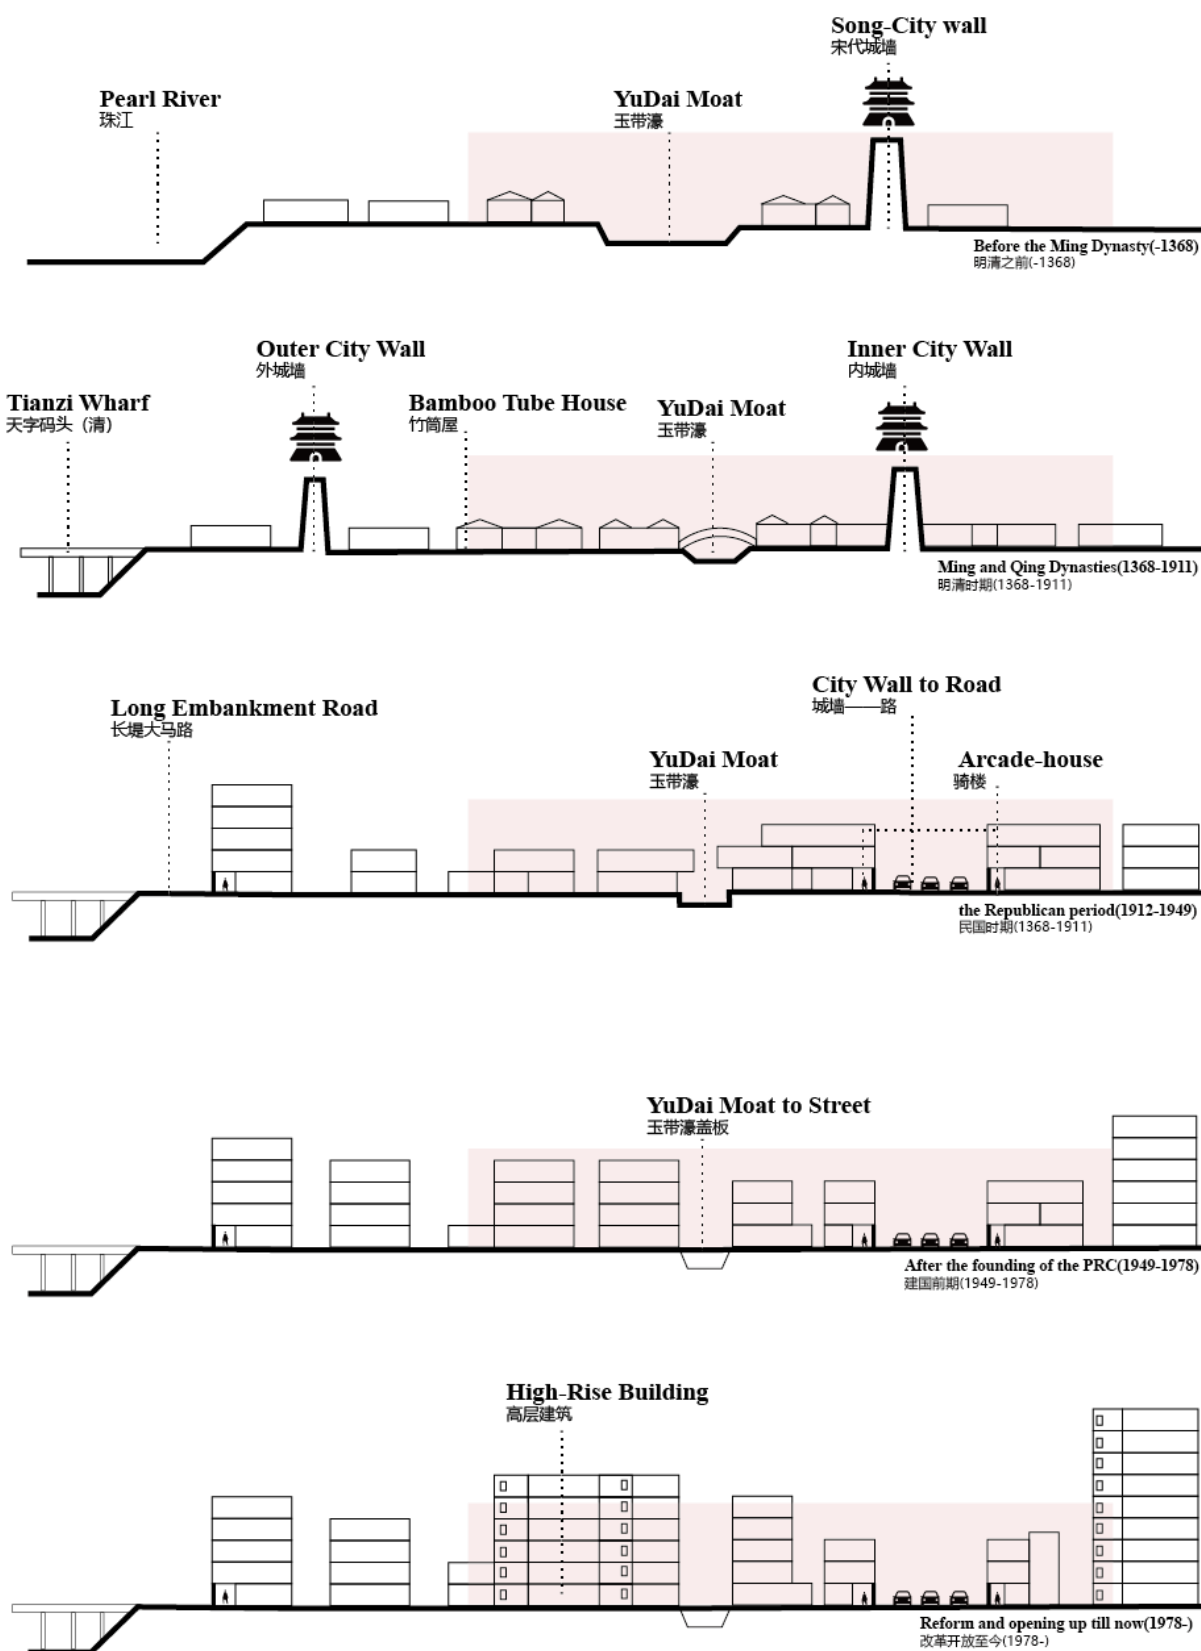 Song-City wall
宋代城墙
Pearl River
珠江
YuDai Moat
玉带濠
Before the Ming Dynasty(-1368)
明清之前(-1368)
Outer City Wall
外城墙
Inner City Wall
内城墙
Tianzi Wharf
天字码头（清）
Bamboo Tube House
竹筒屋
YuDai Moat
玉带濠
Ming and Qing Dynasties(1368-1911)
明清时期(1368-1911)
City Wall to Road
城墙——路
Long Embankment Road
长堤大马路
YuDai Moat
玉带濠
Arcade-house
骑楼
the Republican period(1912-1949)
民国时期(1368-1911)
YuDai Moat to Street
玉带濠盖板
After the founding of the PRC(1949-1978)
建国前期(1949-1978)
High-Rise Building
高层建筑
Reform and opening up till now(1978-)
改革开放至今(1978-)